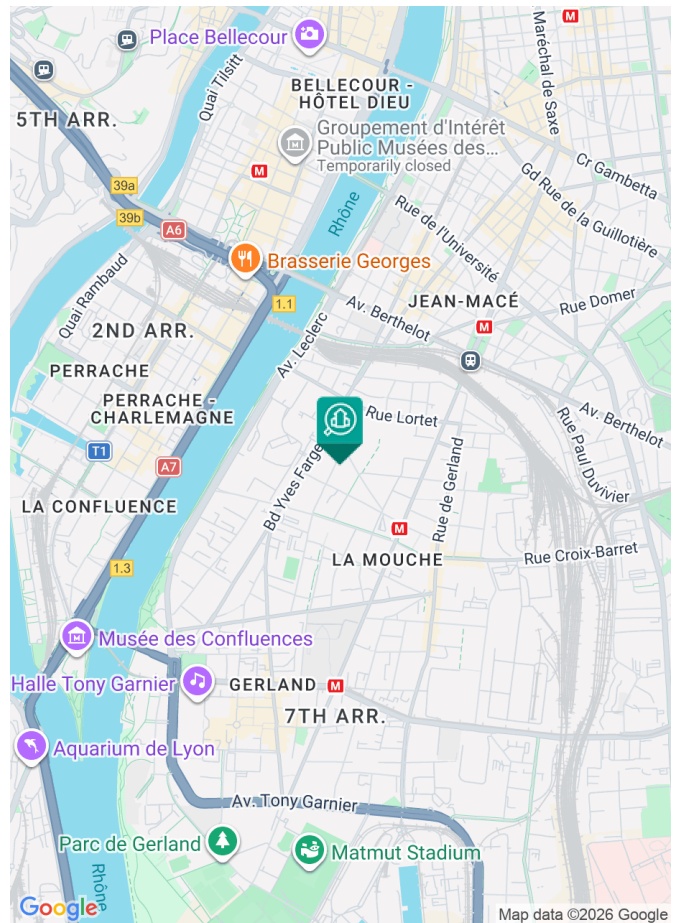 Place Bellecour
Quai Tilsitt
BELLECOUR -
HÔTEL DIEU
M
Maréchal de Saxe
5TH ARR.
Groupement d'Intérêt
Public Musées des...
Temporarily closed
M
39a
39b
A6
Rhône
Cr Gambetta
Gd Rue de la Guillotière
Rue de l'Université
Brasserie Georges
Quai Rambaud
1.1
Av. Berthelot
JEAN-MACÉ
Rue Domer
M
2ND ARR.
Av. Leclerc
PERRACHE
PERRACHE -
CHARLEMAGNE
Rue Lortet
Av. Berthelot
Rue Paul Duvivier
T1
A7
Bd Yves Farge
Rue de Gerland
LA CONFLUENCE
M
LA MOUCHE
Rue Croix-Barret
1.3
Musée des Confluences
Halle Tony Garnier
GERLAND
M
7TH ARR.
Aquarium de Lyon
Av. Tony Garnier
Parc de Gerland
Matmut Stadium
Rhône
Google
Map data ©2026 Google